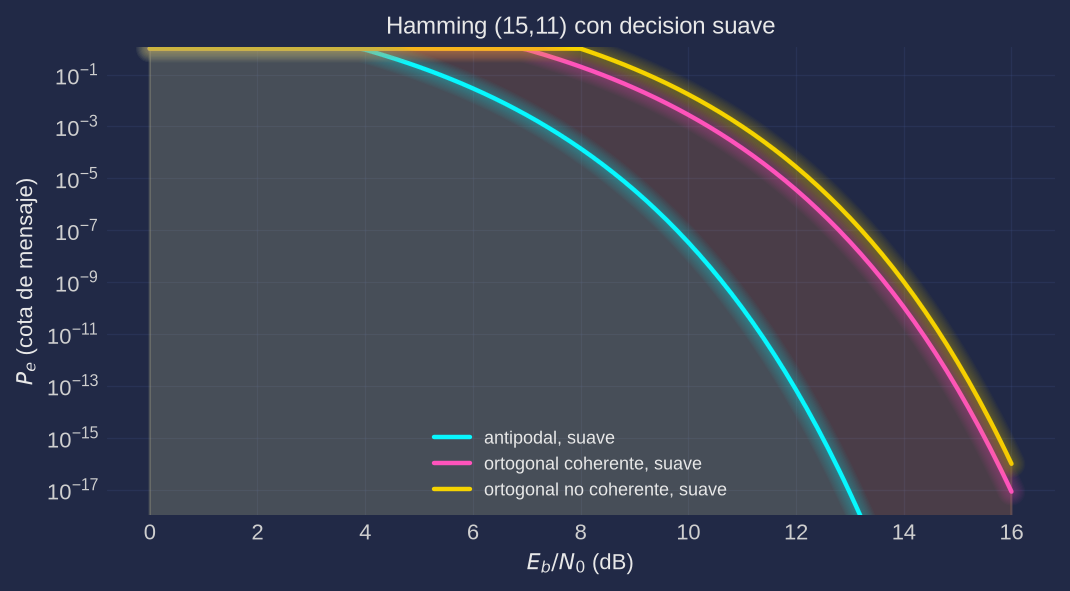 Hamming (15,11) con decision suave
P_e (cota de mensaje)
10^−1
10^−3
10^−5
10^−7
10^−9
10^−11
10^−13
10^−15
10^−17
antipodal, suave
ortogonal coherente, suave
ortogonal no coherente, suave
0 2 4 6 8 10 12 14 16
E_b/N_0 (dB)